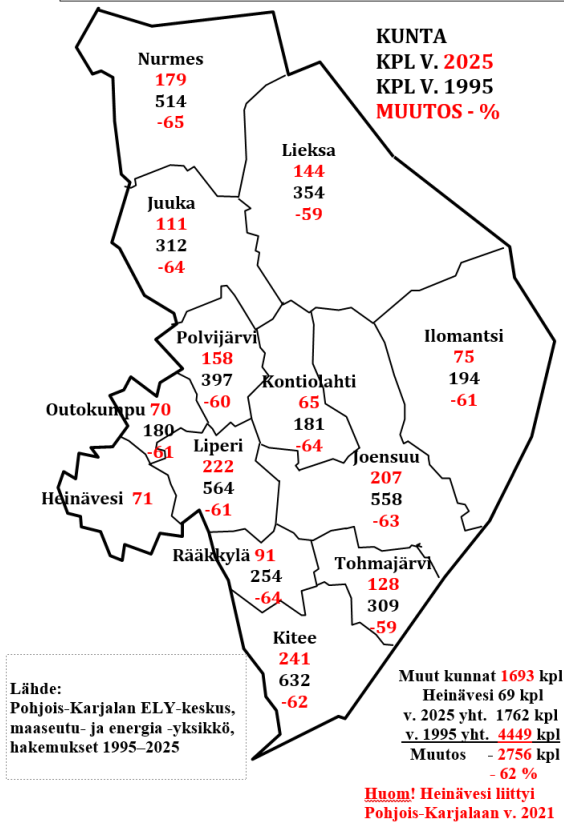 KUNTA
KPL V. 2025
KPL V. 1995
MUUTOS - %
Nurmes
179
514
-65
Lieksa
144
354
-59
Juuka
111
312
-64
Polvijärvi
158
397
-60
Kontiolahti
65
181
-64
Ilomantsi
75
194
-61
Outokumpu 70
180
-61
Liperi
222
564
-61
Joensuu
207
558
-63
Heinävesi 71
Rääkkylä 91
254
-64
Tohmajärvi
128
309
-59
Kitee
241
632
-62
Lähde:
Pohjois-Karjalan ELY-keskus,
maaseutu- ja energia -yksikkö,
hakemukset 1995–2025
Muut kunnat 1693 kpl
Heinävesi 69 kpl
v. 2025 yht. 1762 kpl
v. 1995 yht. 4449 kpl
Muutos - 2756 kpl
- 62 %
Huom! Heinävesi liittyi
Pohjois-Karjalaan v. 2021